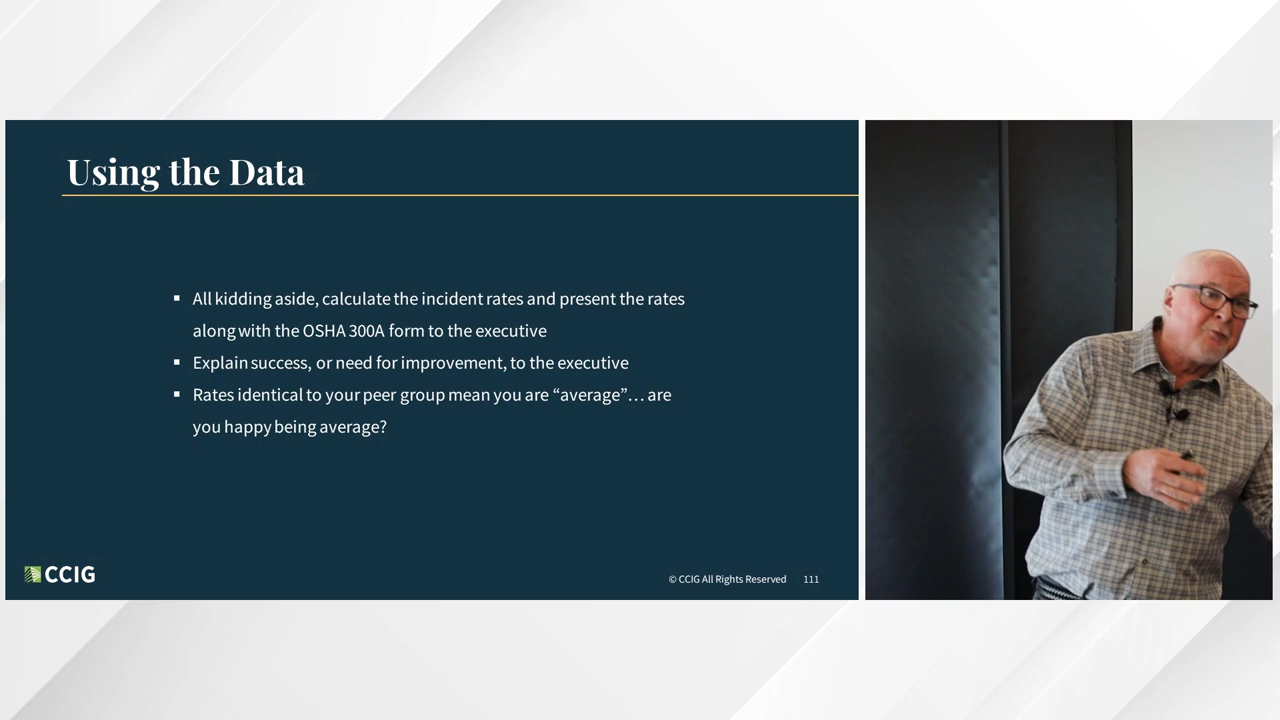 Using the Data
▪ All kidding aside, calculate the incident rates and present the rates
along with the OSHA 300A form to the executive
▪ Explain success, or need for improvement, to the executive
▪ Rates identical to your peer group mean you are “average”… are
you happy being average?
CCIG
© CCIG All Rights Reserved 111